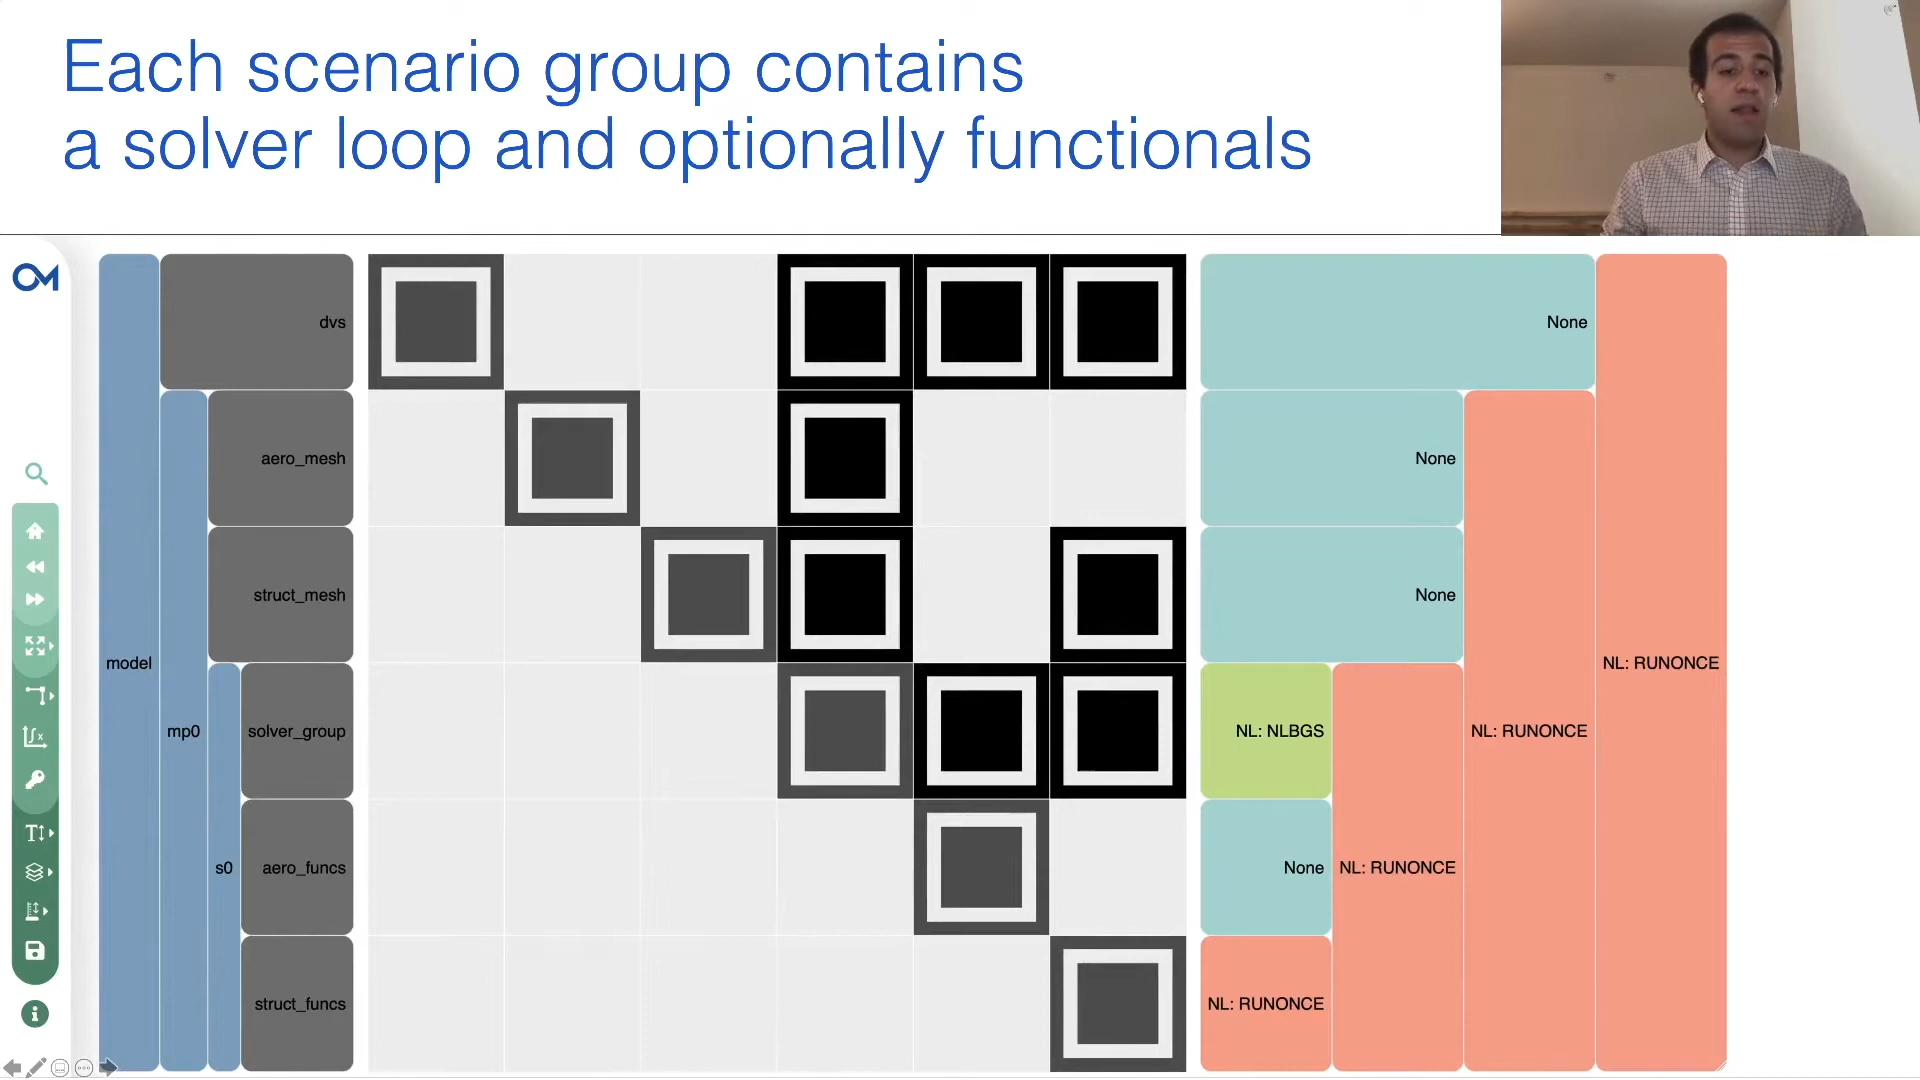 Each scenario group contains
a solver loop and optionally functionals
OM
dvs
None
aero_mesh
None
struct_mesh
None
model
NL: RUNONCE
mp0
solver_group
NL: NLBGS
NL: RUNONCE
s0
aero_funcs
None
NL: RUNONCE
struct_funcs
NL: RUNONCE